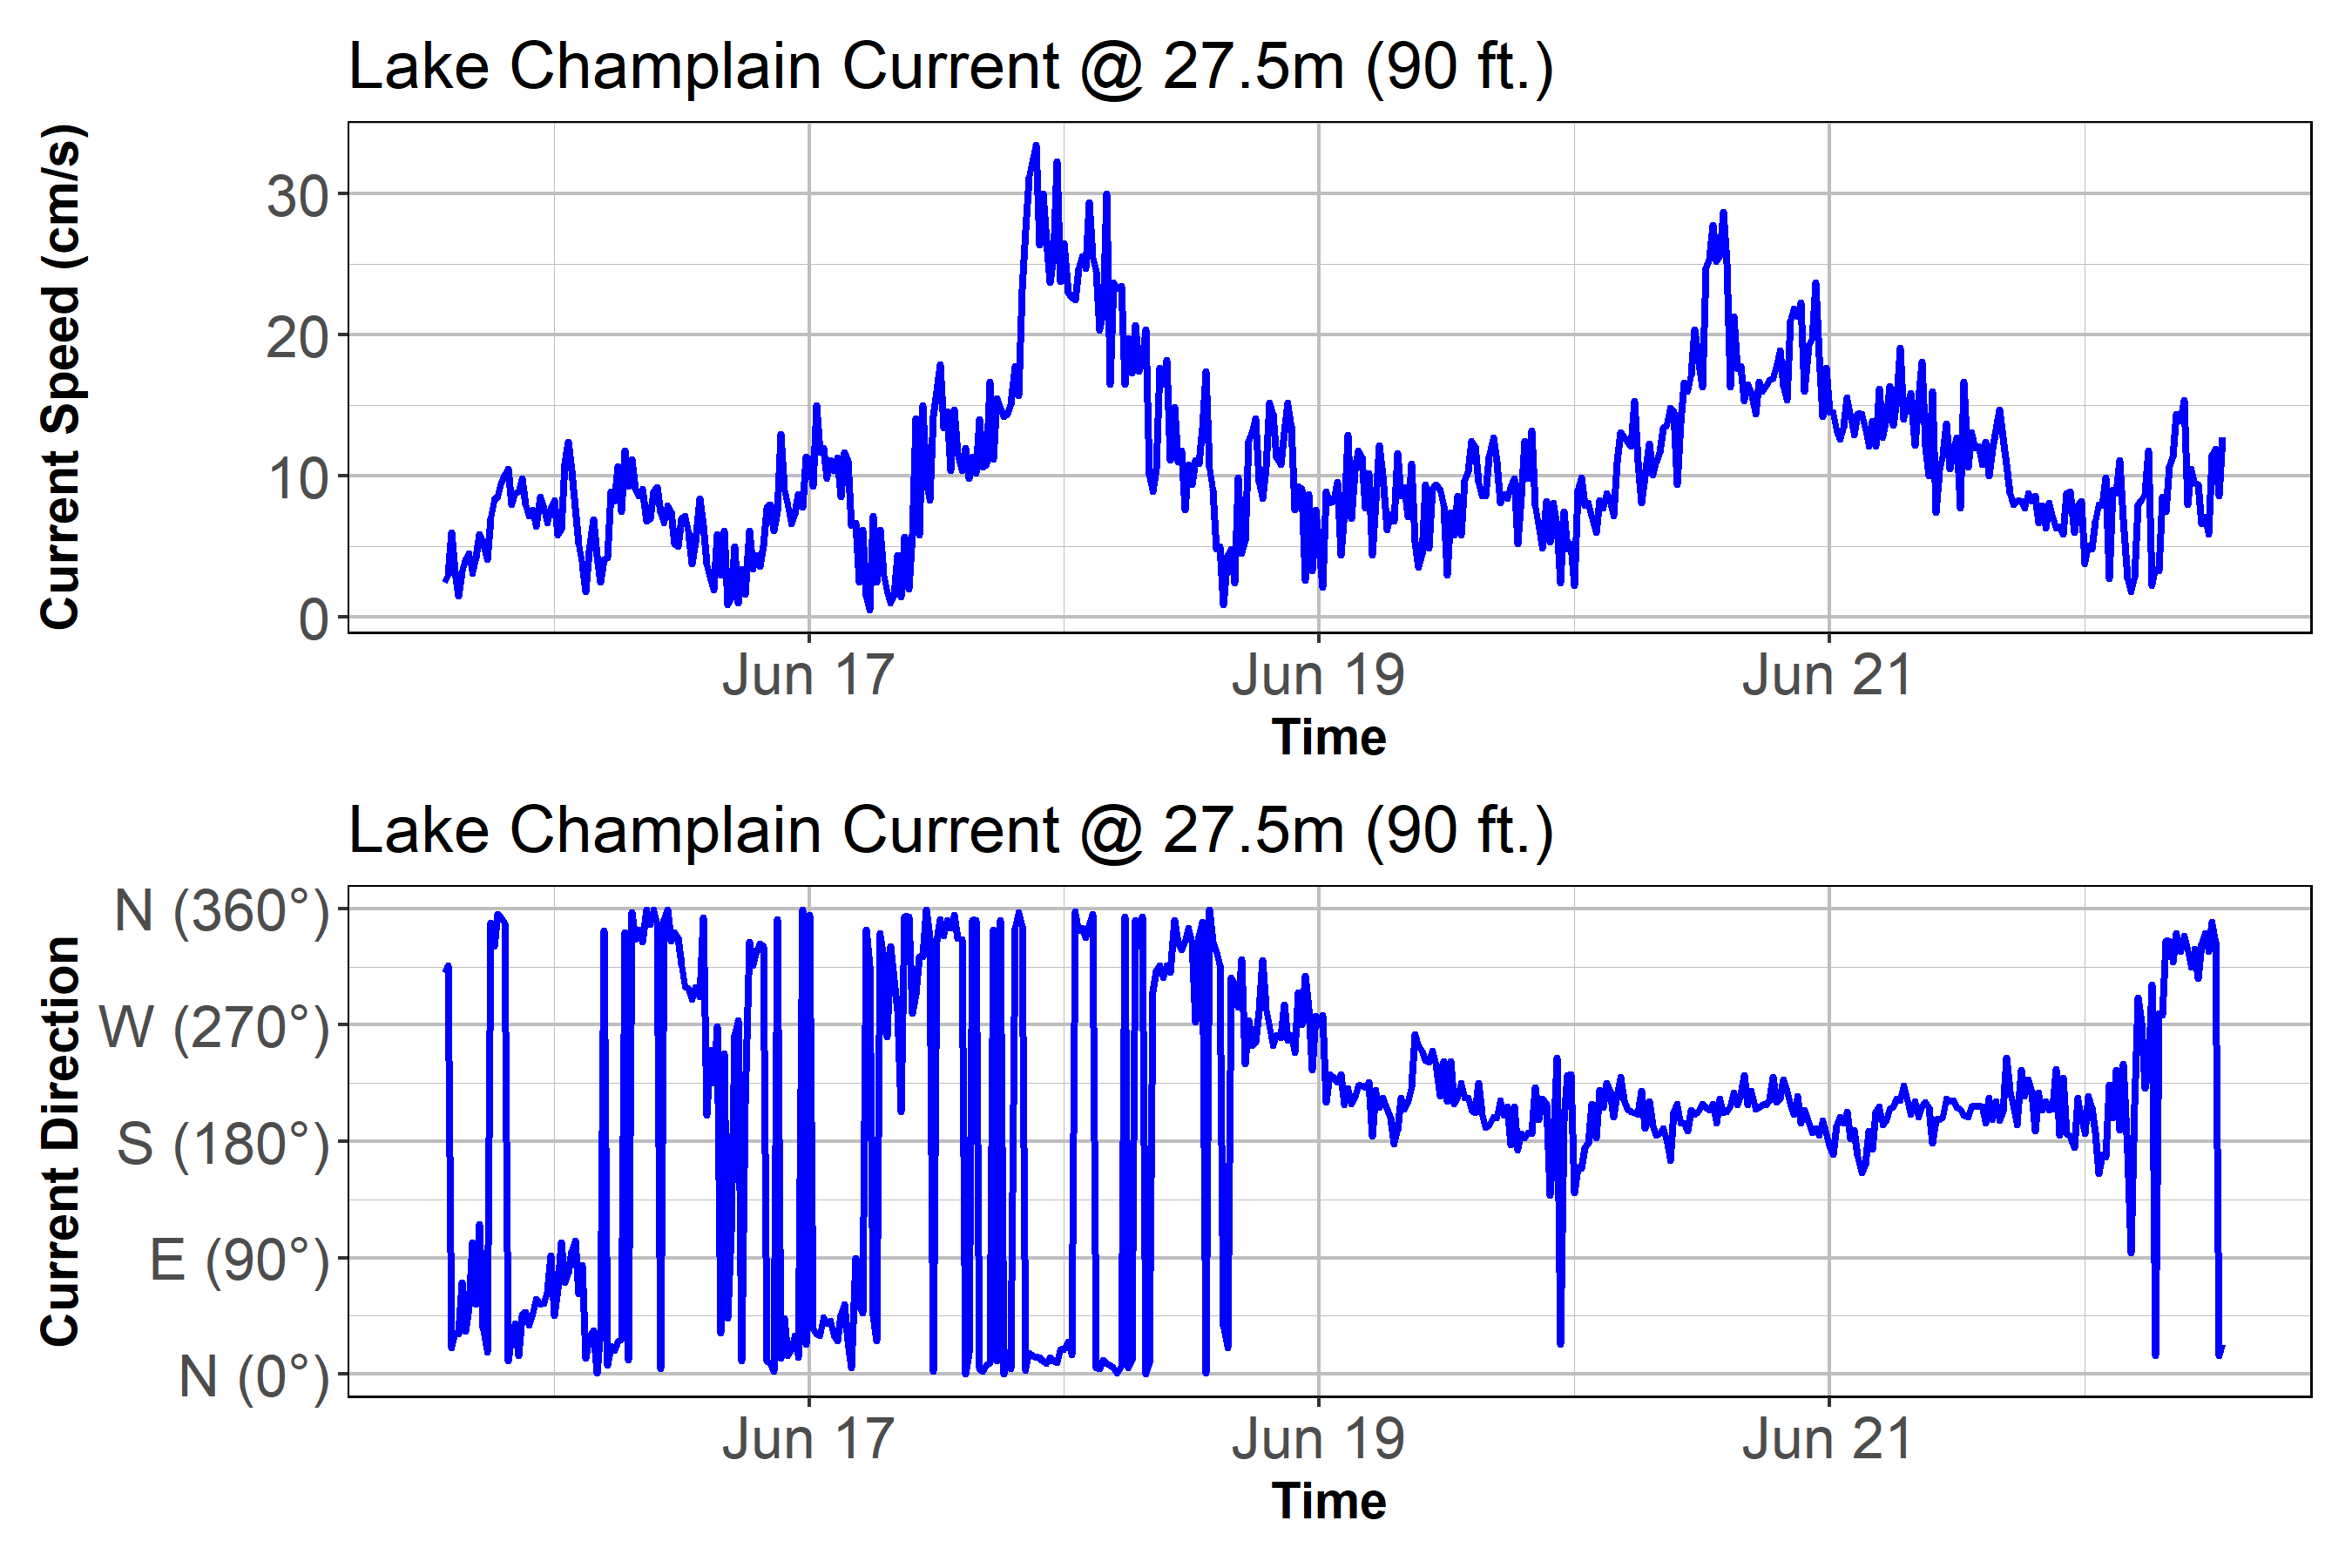 Lake Champlain Current @ 27.5m (90 ft.)
Current Speed (cm/s)
30
20
10
0
Jun 17 Jun 19 Jun 21
Time
Lake Champlain Current @ 27.5m (90 ft.)
Current Direction
N (360°)
W (270°)
S (180°)
E (90°)
N (0°)
Jun 17 Jun 19 Jun 21
Time